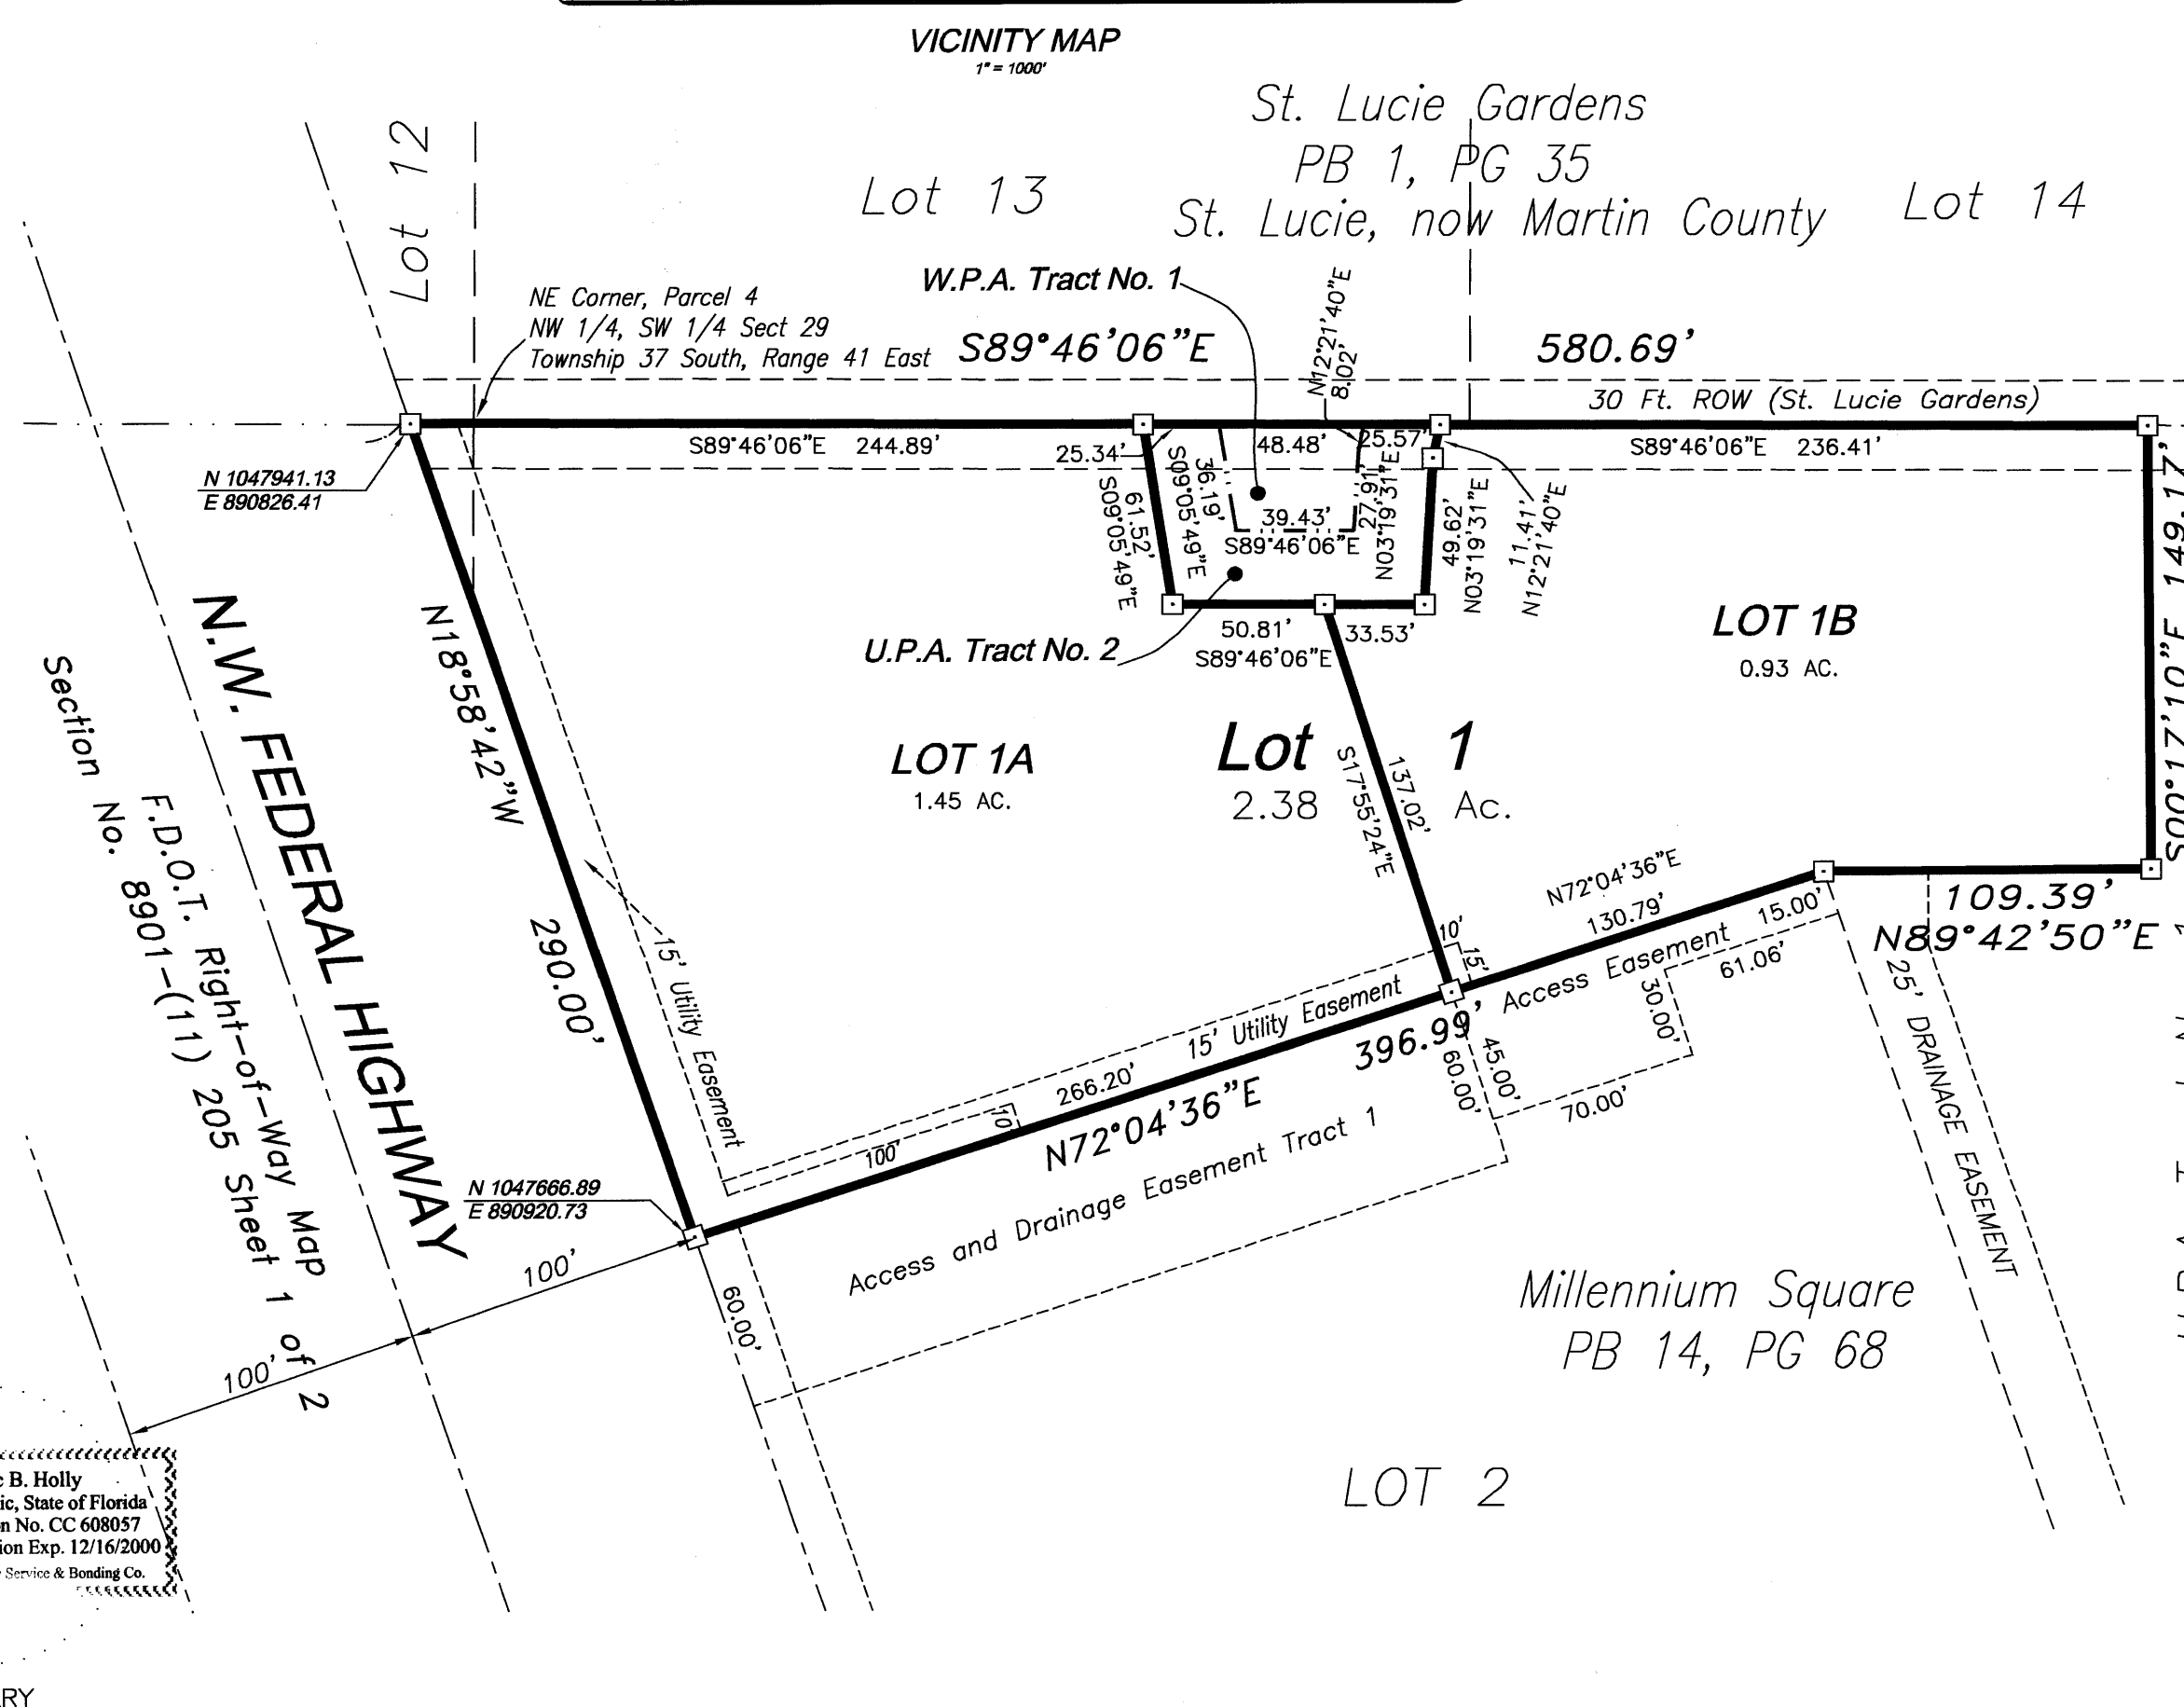 VICINITY MAP
1"= 1000'
St. Lucie Gardens
PB 1, PG 35
St. Lucie, now Martin County
Lot 12
Lot 13
Lot 14
NE Corner, Parcel 4
NW 1/4, SW 1/4 Sect 29
Township 37 South, Range 41 East
W.P.A. Tract No. 1
S89°46'06"E
580.69'
N12°21'40"E
8.02'
30 Ft. ROW (St. Lucie Gardens)
S89°46'06"E 244.89'
25.34'
48.48'
25.57'
S89°46'06"E 236.41'
N 1047941.13
E 890826.41
S09°05'49"E
61.52'
S09°05'49"E
36.19'
39.43'
S89°46'06"E
27.91'
N03°19'31"E
49.62'
N03°19'31"E
11.41'
N12°21'40"E
S00°17'10"E 149.17'
U.P.A. Tract No. 2
50.81'
S89°46'06"E
33.53'
LOT 1B
0.93 AC.
LOT 1A
1.45 AC.
Lot 1
2.38 Ac.
S17°55'24"E
137.02'
N18°58'42"W
290.00'
N.W. FEDERAL HIGHWAY
F.D.O.T. Right-of-Way Map
Section No. 8901-(11) 205 Sheet 1 of 2
15' Utility Easement
N72°04'36"E
130.79'
15.00'
10'
15'
109.39'
N89°42'50"E
Access Easement
61.06'
30.00'
70.00'
45.00'
60.00'
25' DRAINAGE EASEMENT
15' Utility Easement
396.99'
266.20'
N72°04'36"E
10'
100'
Access and Drainage Easement Tract 1
N 1047666.89
E 890920.73
100'
60.00'
100'
Millennium Square
PB 14, PG 68
LOT 2
B. Holly
ic, State of Florida
n No. CC 608057
ion Exp. 12/16/2000
Service & Bonding Co.
RY